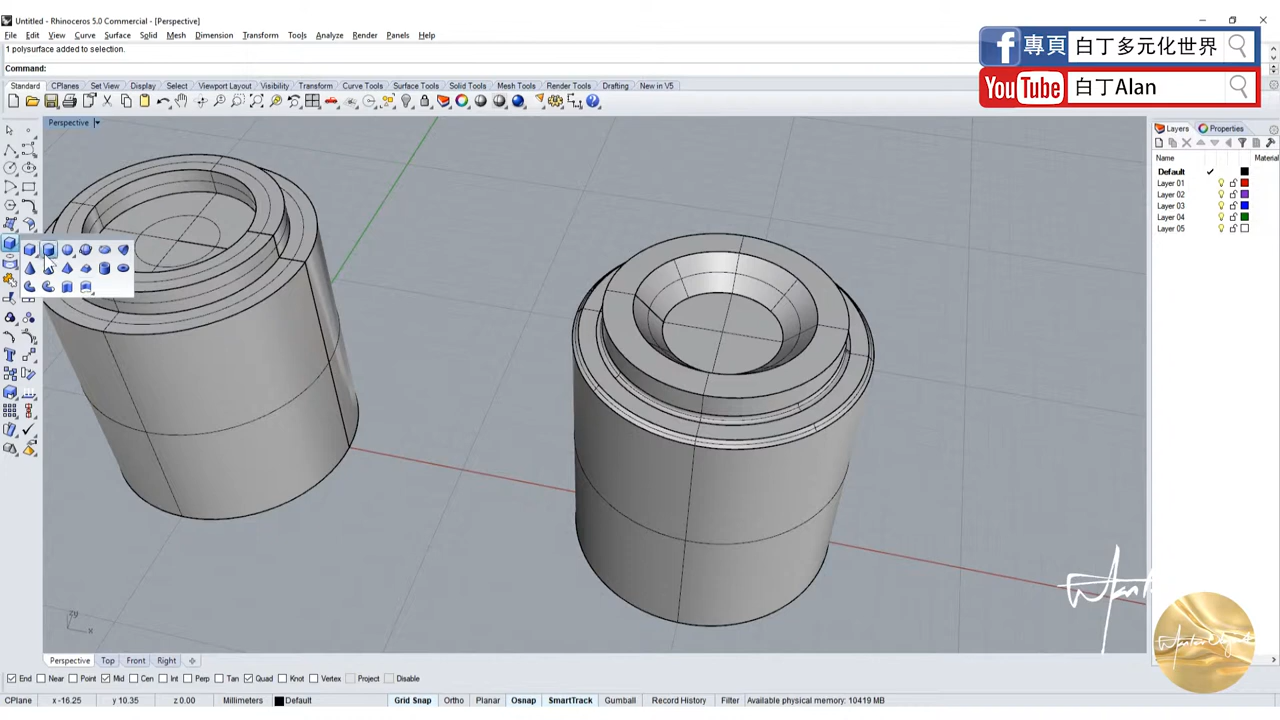 Untitled - Rhinoceros 5.0 Commercial - [Perspective]
File Edit View Curve Surface Solid Mesh Dimension Transform Tools Analyze Render Panels Help
1 polysurface added to selection.
Command:
專頁 白丁多元化世界
YouTube 白丁Alan
Standard CPlanes Set View Display Select Viewport Layout Visibility Transform Curve Tools Surface Tools Solid Tools Mesh Tools Render Tools Drafting New in V5
Perspective
Layers Properties
Name Material
Default
Layer 01
Layer 02
Layer 03
Layer 04
Layer 05
y
x
Perspective Top Front Right
End Near Point Mid Cen Int Perp Tan Quad Knot Vertex Project Disable
CPlane x -16.25 y 10.35 z 0.00 Millimeters Default Grid Snap Ortho Planar Osnap SmartTrack Gumball Record History Filter Available physical memory: 10419 MB